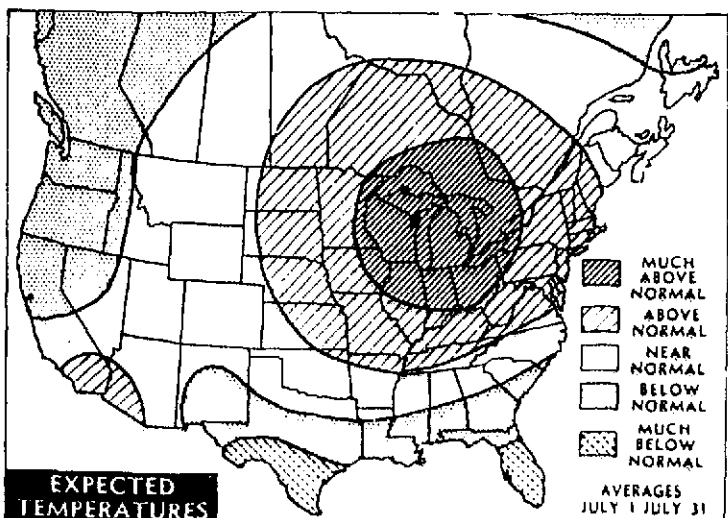 MUCH
ABOVE
NORMAL
ABOVE
NORMAL
NEAR
NORMAL
BELOW
NORMAL
MUCH
BELOW
NORMAL
EXPECTED
TEMPERATURES
AVERAGES
JULY 1 JULY 31